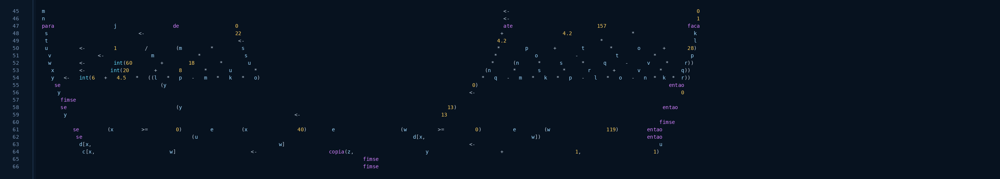 45 m <- 0
46 n <- 1
47 para j de 0 ate 157 faca
48 s <- 22 + 4.2 * k
49 t <- 4.2 * l
50 u <- 1 / (m * s * p + t * o + 28)
51 v <- m * s * o - t * p
52 w <- int(60 + 18 * u * (n * s * q - v * r))
53 x <- int(20 + 8 * u * (n * s * r + v * q))
54 y <- int(6 + 4.5 * ((l * p - m * k * o) * q - m * k * p - l * o - n * k * r))
55 se (y 0) entao
56 y <- 0
57 fimse
58 se (y 13) entao
59 y <- 13
60 fimse
61 se (x >= 0) e (x 40) e (w >= 0) e (w 119) entao
62 se (u d[x, w]) entao
63 d[x, w] <- u
64 c[x, w] <- copia(z, y + 1, 1)
65 fimse
66 fimse